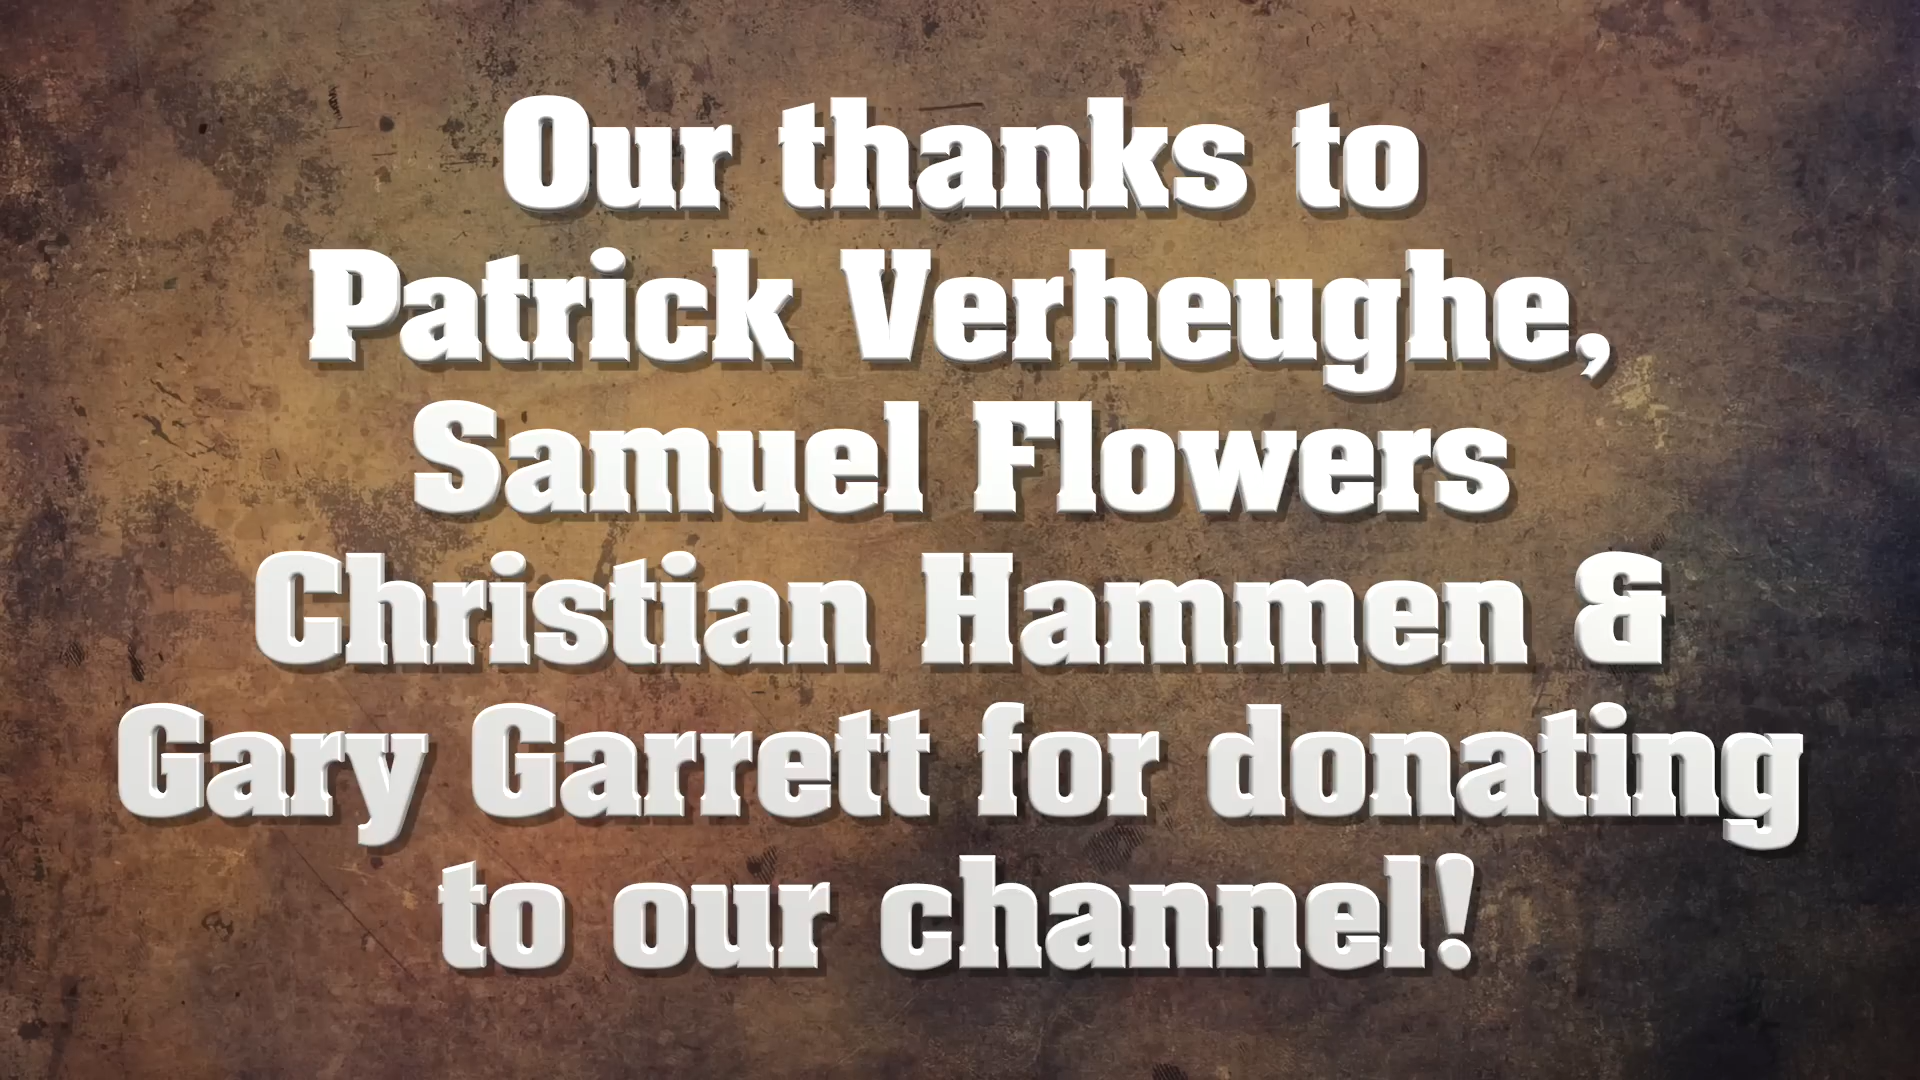 Our thanks to
Patrick Verheughe,
Samuel Flowers
Christian Hammen &
Gary Garrett for donating
to our channel!